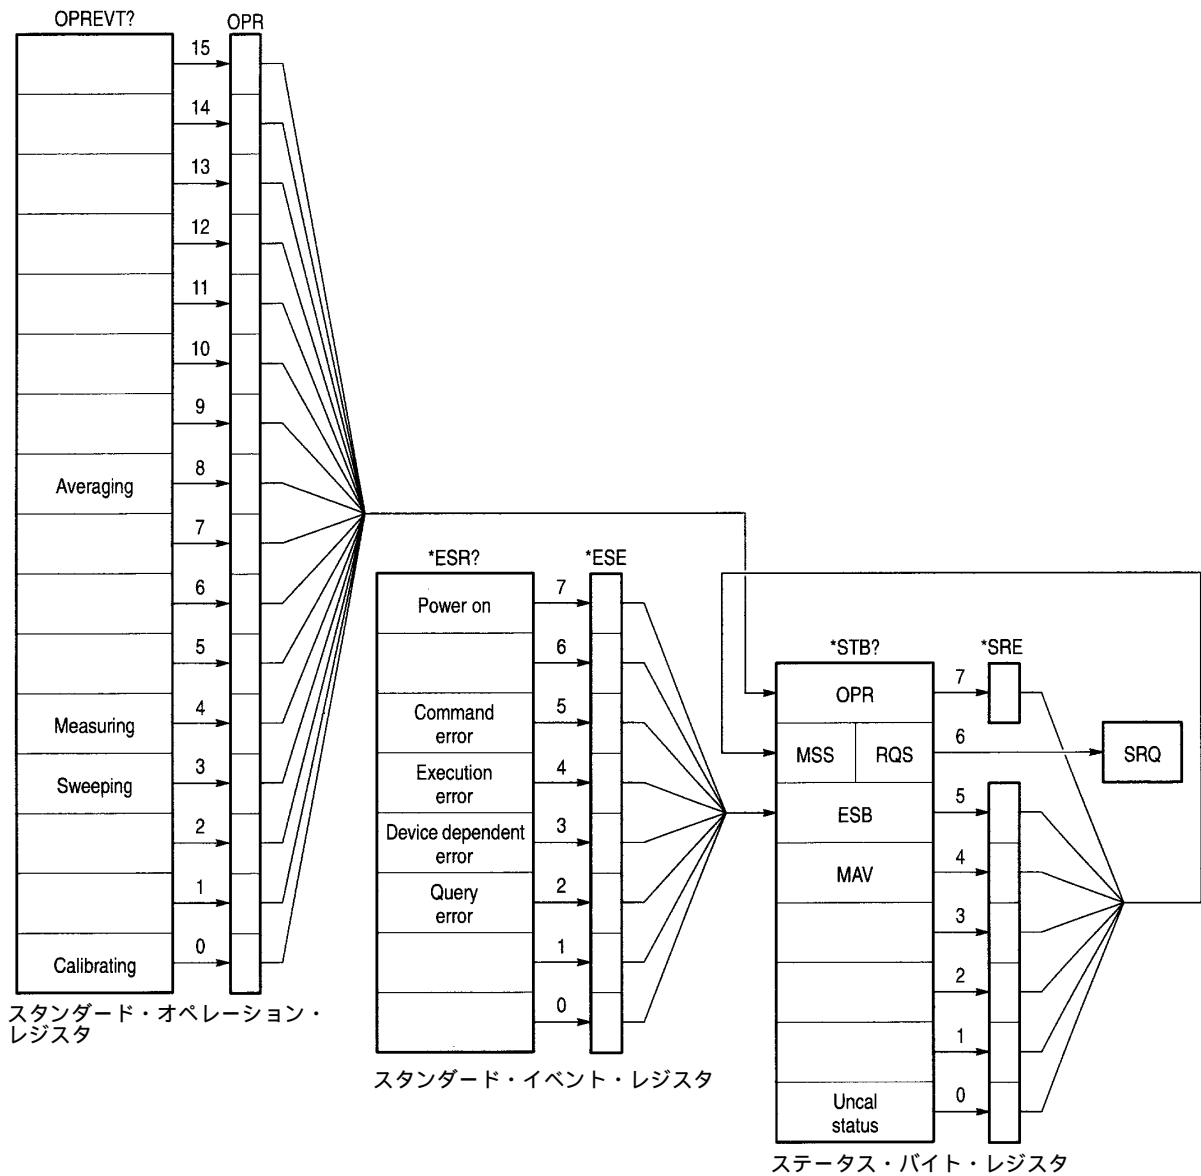 OPREVT?
OPR
15
14
13
12
11
10
9
Averaging
8
7
6
5
Measuring
4
Sweeping
3
2
1
Calibrating
0
スタンダード・オペレーション・
レジスタ
*ESR?
*ESE
Power on
7
6
Command
error
5
Execution
error
4
Device dependent
error
3
Query
error
2
1
0
スタンダード・イベント・レジスタ
*STB?
*SRE
OPR
7
MSS
RQS
6
SRQ
ESB
5
MAV
4
3
2
1
Uncal
status
0
ステータス・バイト・レジスタ